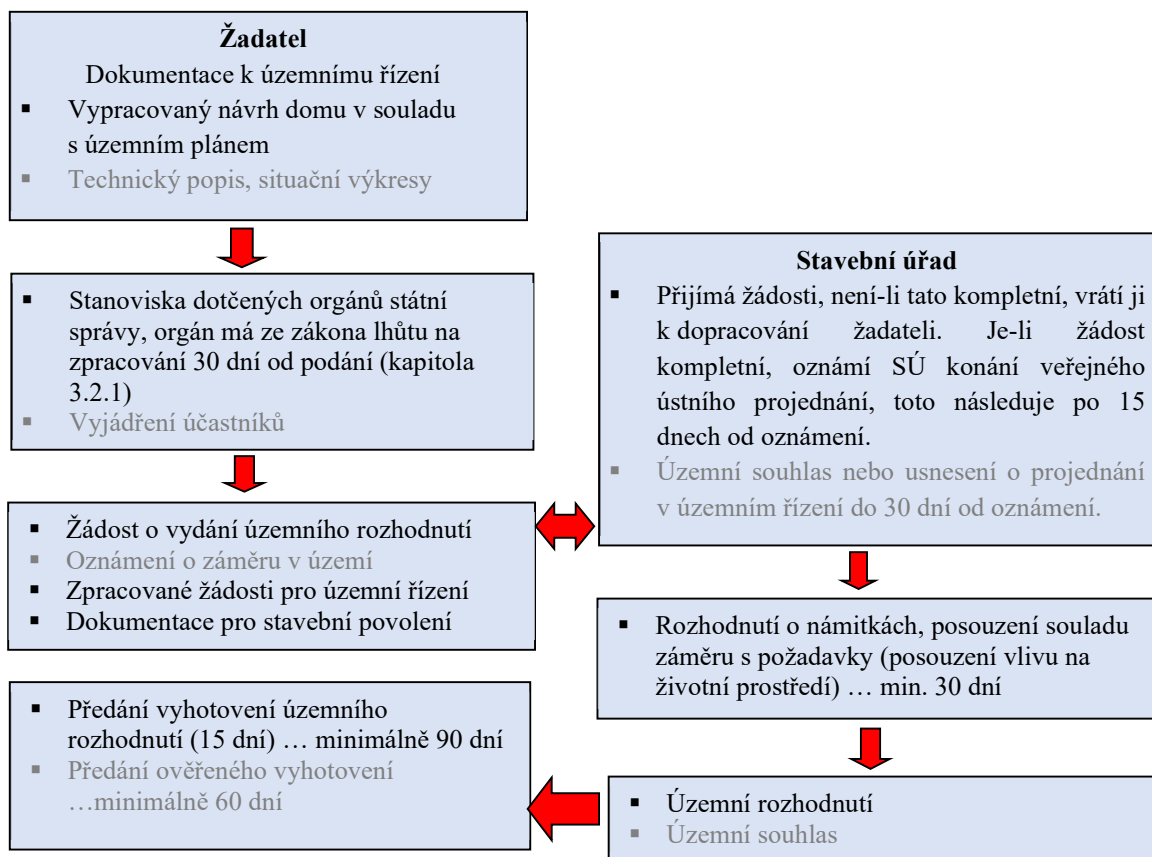 Žadatel
Dokumentace k územnímu řízení
▪ Vypracovaný návrh domu v souladu
s územním plánem
▪ Technický popis, situační výkresy
▪ Stanoviska dotčených orgánů státní
správy, orgán má ze zákona lhůtu na
zpracování 30 dní od podání (kapitola
3.2.1)
▪ Vyjádření účastníků
▪ Žádost o vydání územního rozhodnutí
▪ Oznámení o záměru v území
▪ Zpracované žádosti pro územní řízení
▪ Dokumentace pro stavební povolení
Stavební úřad
▪ Přijímá žádosti, není-li tato kompletní, vrátí ji
k dopracování žadateli. Je-li žádost
kompletní, oznámí SÚ konání veřejného
ústního projednání, toto následuje po 15
dnech od oznámení.
▪ Územní souhlas nebo usnesení o projednání
v územním řízení do 30 dní od oznámení.
▪ Rozhodnutí o námitkách, posouzení souladu
záměru s požadavky (posouzení vlivu na
životní prostředí) … min. 30 dní
▪ Územní rozhodnutí
▪ Územní souhlas
▪ Předání vyhotovení územního
rozhodnutí (15 dní) … minimálně 90 dní
▪ Předání ověřeného vyhotovení
…minimálně 60 dní